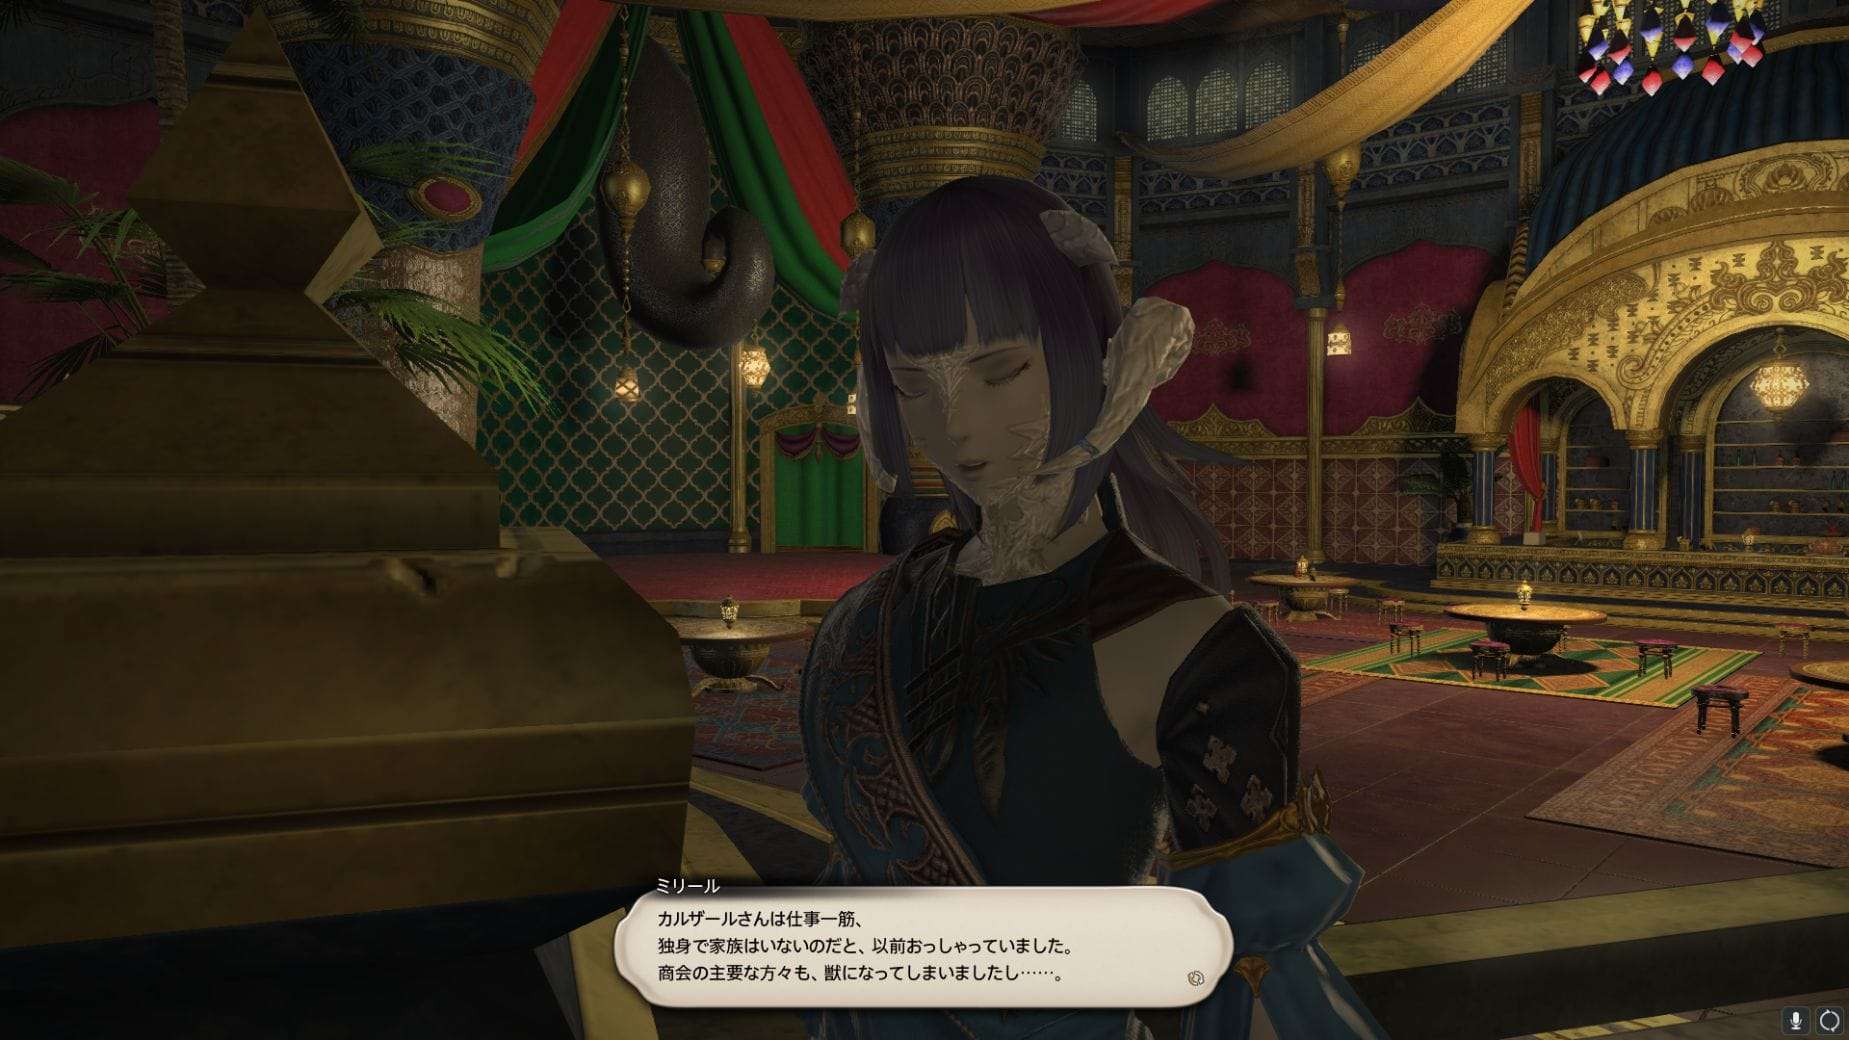 ミリール
カルザールさんは仕事一筋、
独身で家族はいないのだと、以前おっしゃっていました。
商会の主要な方々も、獣になってしまいましたし……。